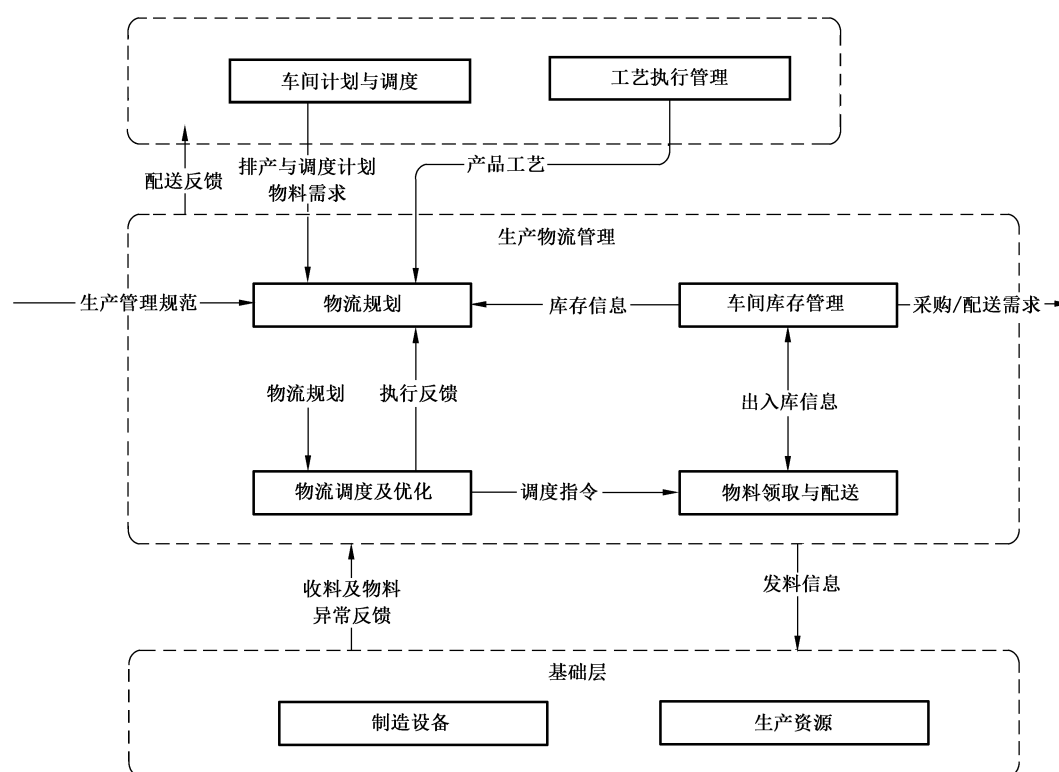 车间计划与调度
工艺执行管理
配送反馈
排产与调度计划
物料需求
产品工艺
生产物流管理
生产管理规范
物流规划
库存信息
车间库存管理
采购/配送需求
物流规划
执行反馈
出入库信息
物流调度及优化
调度指令
物料领取与配送
收料及物料
异常反馈
发料信息
基础层
制造设备
生产资源